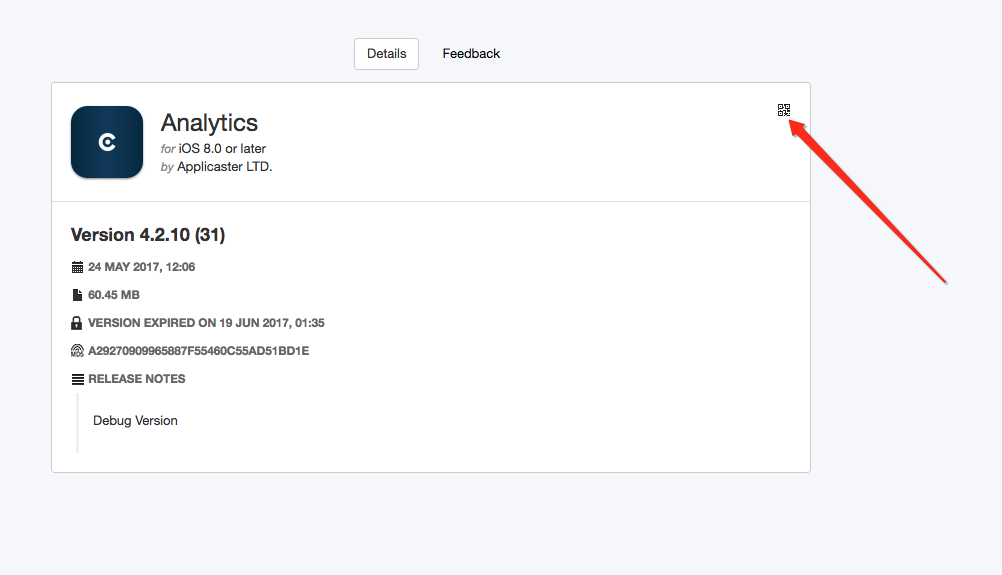 Details
Feedback
Analytics
for iOS 8.0 or later
by Applicaster LTD.
Version 4.2.10 (31)
24 MAY 2017, 12:06
60.45 MB
VERSION EXPIRED ON 19 JUN 2017, 01:35
MD5 A29270909965887F55460C55AD51BD1E
RELEASE NOTES
Debug Version